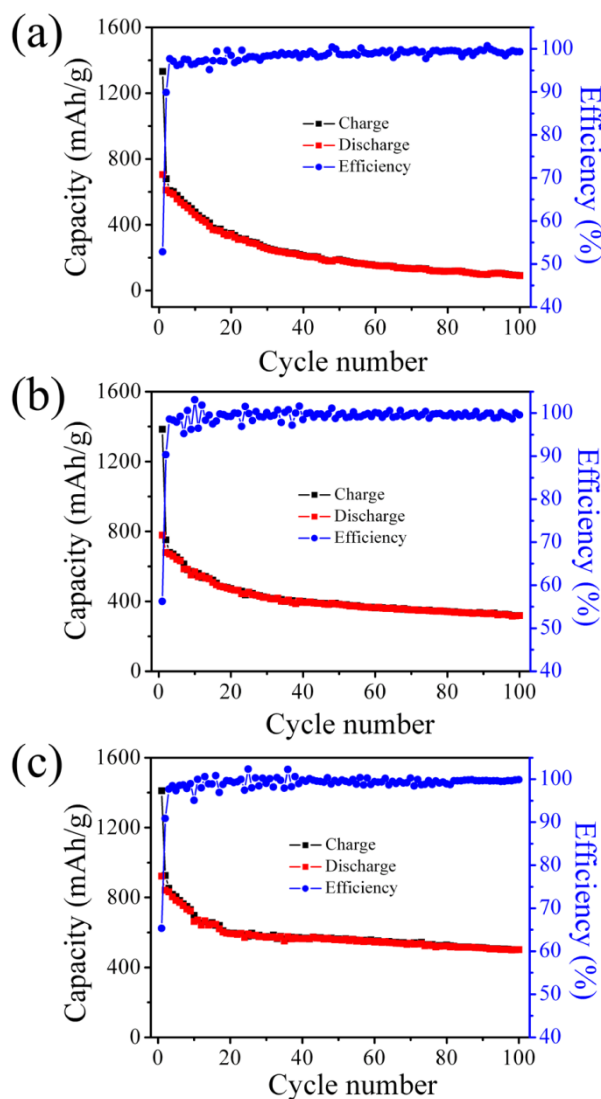 (a)
1600
1200
800
400
0
Capacity (mAh/g)
Charge
Discharge
Efficiency
100
90
80
70
60
50
40
Efficiency (%)
0 20 40 60 80 100
Cycle number
(b)
1600
1200
800
400
0
Capacity (mAh/g)
Charge
Discharge
Efficiency
100
90
80
70
60
50
40
Efficiency (%)
0 20 40 60 80 100
Cycle number
(c)
1600
1200
800
400
0
Capacity (mAh/g)
Charge
Discharge
Efficiency
100
90
80
70
60
50
40
Efficiency (%)
0 20 40 60 80 100
Cycle number